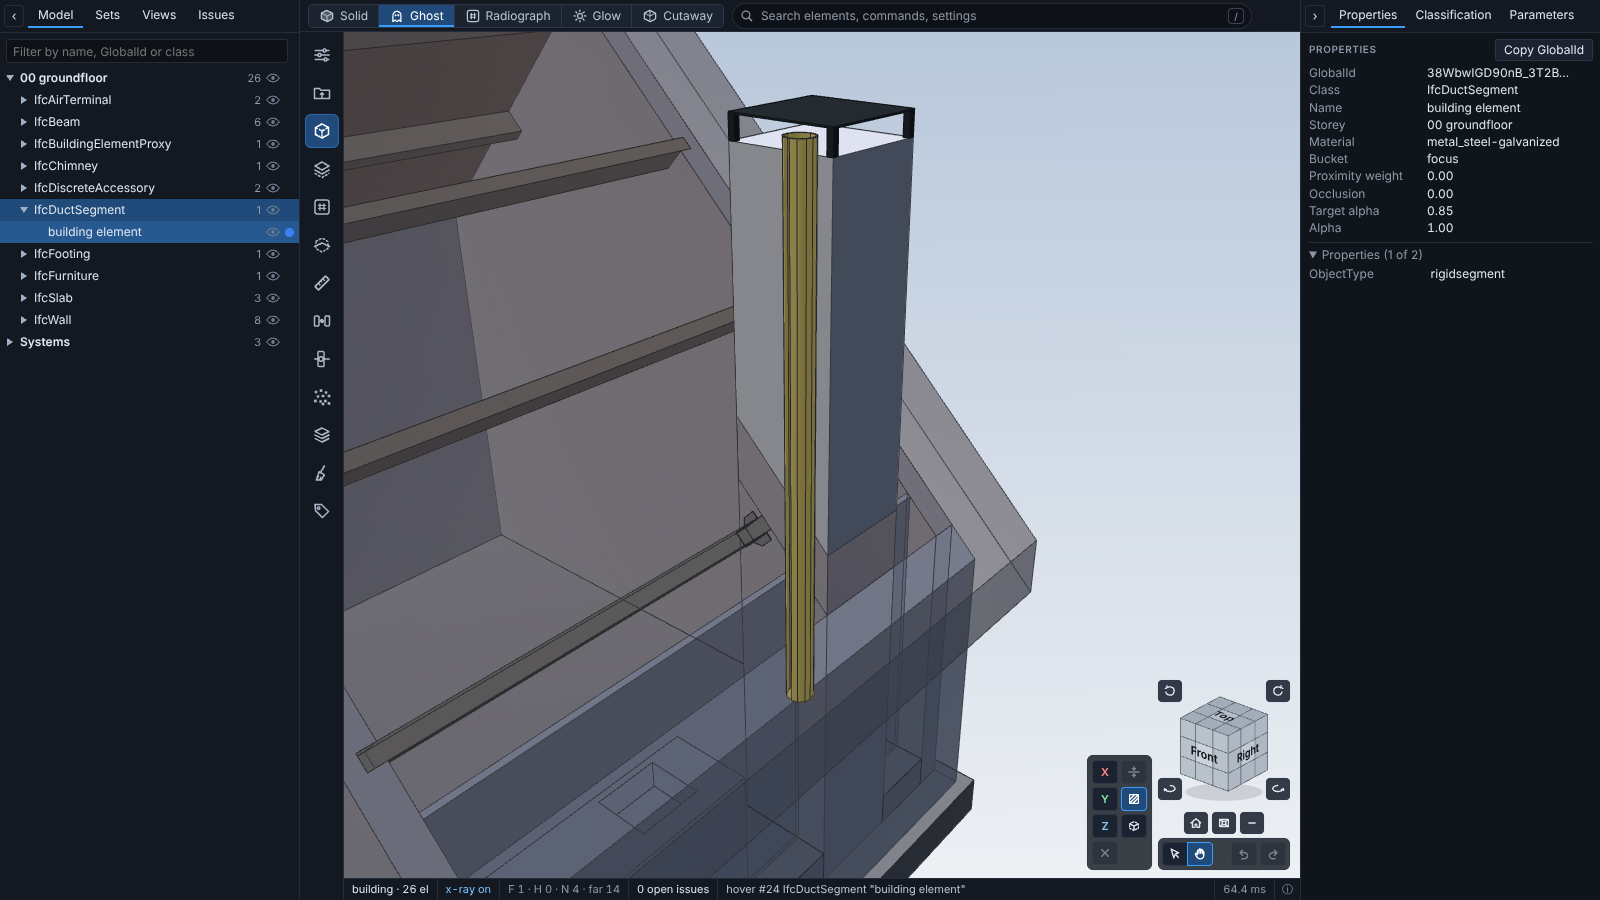 Model
Sets
Views
Issues
Filter by name, GlobalId or class
00 groundfloor 26
IfcAirTerminal 2
IfcBeam 6
IfcBuildingElementProxy 1
IfcChimney 1
IfcDiscreteAccessory 2
IfcDuctSegment 1
building element
IfcFooting 1
IfcFurniture 1
IfcSlab 3
IfcWall 8
Systems 3
Solid
Ghost
Radiograph
Glow
Cutaway
Search elements, commands, settings /
Top
Front
Right
X
Y
Z
building · 26 el
x-ray on
F 1 · H 0 · N 4 · far 14
0 open issues
hover #24 IfcDuctSegment "building element"
64.4 ms
Properties
Classification
Parameters
PROPERTIES
Copy GlobalId
GlobalId 38WbwIGD90nB_3T2B...
Class IfcDuctSegment
Name building element
Storey 00 groundfloor
Material metal_steel-galvanized
Bucket focus
Proximity weight 0.00
Occlusion 0.00
Target alpha 0.85
Alpha 1.00
Properties (1 of 2)
ObjectType rigidsegment